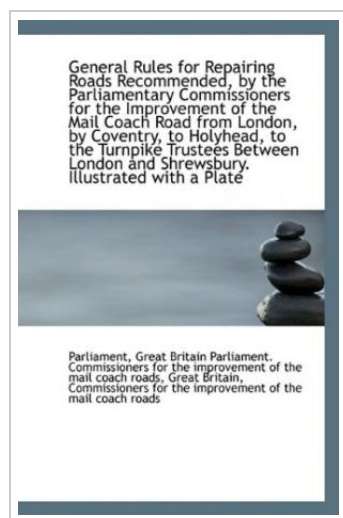 General Rules for Repairing
Roads Recommended, by the
Parliamentary Commissioners
for the Improvement of the
Mail Coach Road from London,
by Coventry, to Holyhead, to
the Turnpike Trustees Between
London and Shrewsbury.
Illustrated with a Plate
Parliament, Great Britain Parliament.
Commissioners for the improvement of the
mail coach roads, Great Britain,
Commissioners for the improvement of the
mail coach roads